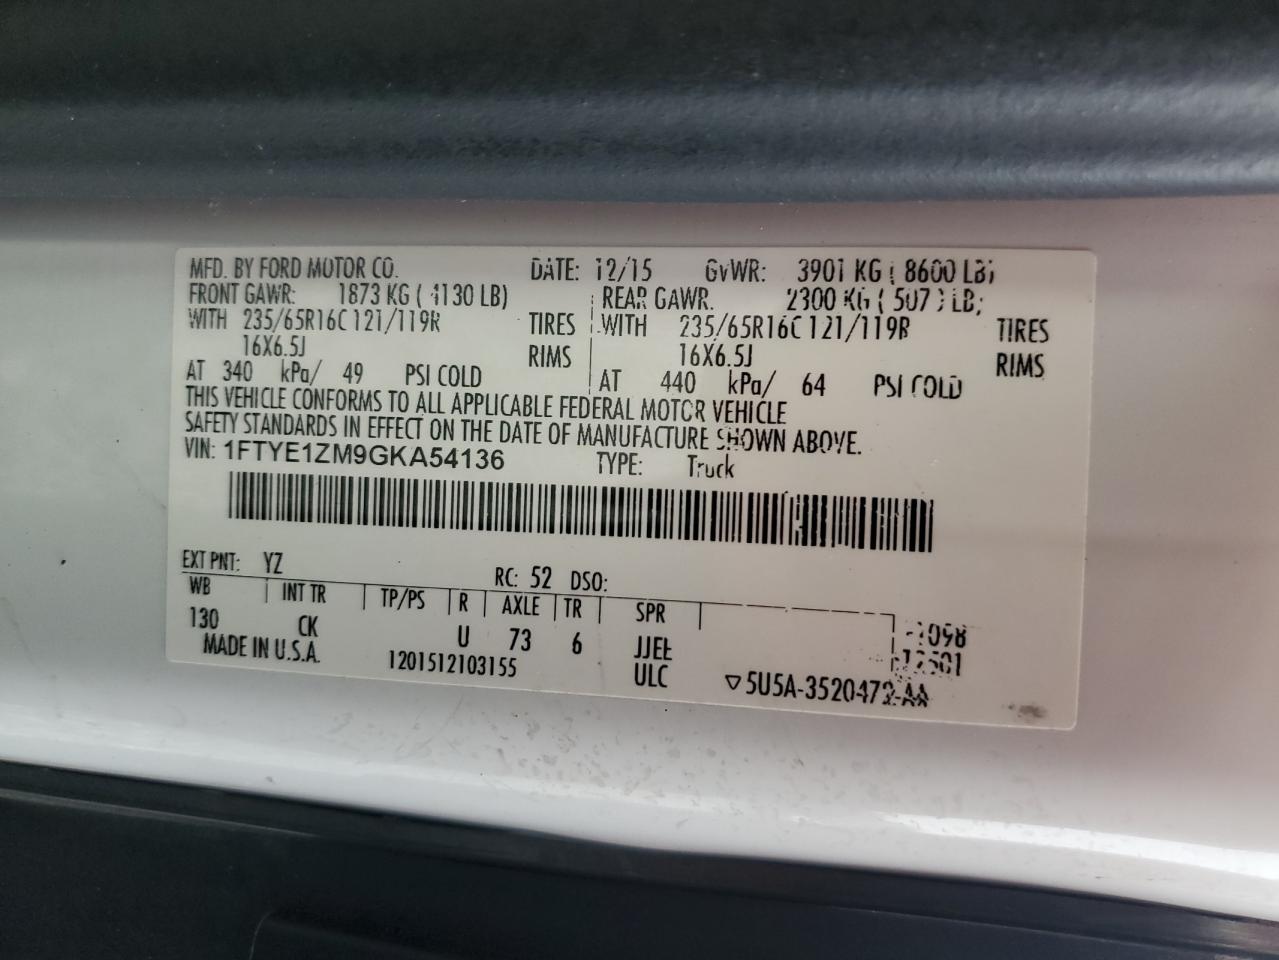 MFD. BY FORD MOTOR CO. DATE: 12/15 GVWR: 3901 KG ( 8600 LB)
FRONT GAWR: 1873 KG ( 4130 LB) REAR GAWR. 2300 KG ( LB)
WITH 235/65R16C 121/119R TIRES WITH 235/65R16C 121/119R TIRES
16X6.5J RIMS 16X6.5J RIMS
AT 340 kPa/ 49 PSI COLD AT 440 kPa/ 64 PSI COLD
THIS VEHICLE CONFORMS TO ALL APPLICABLE FEDERAL MOTOR VEHICLE
SAFETY STANDARDS IN EFFECT ON THE DATE OF MANUFACTURE SHOWN ABOVE.
VIN: 1FTYE1ZM9GKA54136 TYPE: Truck
EXT PNT: YZ RC: 52 DSO:
WB INT TR TP/PS R AXLE TR SPR
130 CK U 73 6 JJEE
MADE IN U.S.A. 1201512103155 ULC
▽5U5A-3520472-AA